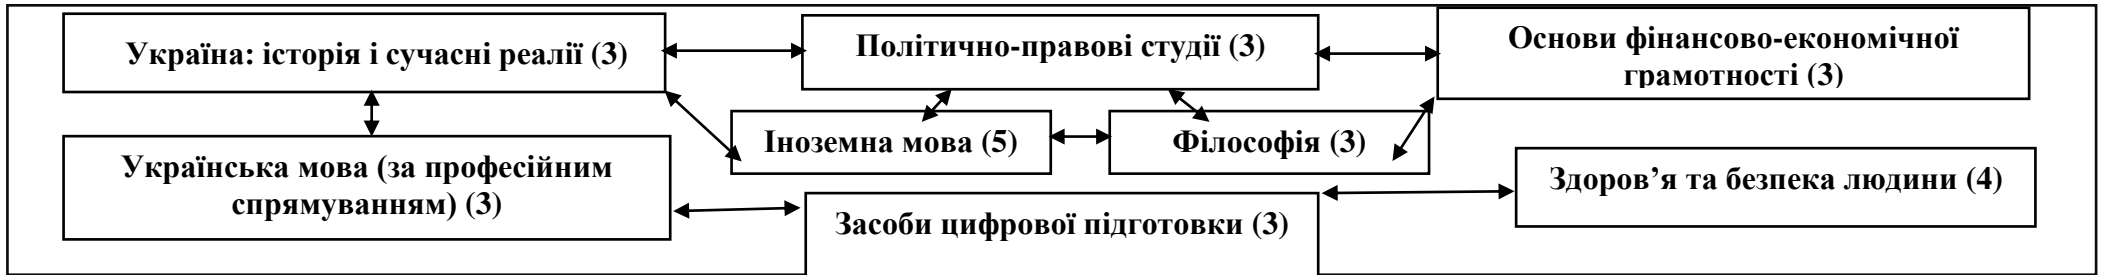 Україна: історія і сучасні реалії (3)
Політично-правові студії (3)
Основи фінансово-економічної
грамотності (3)
Іноземна мова (5)
Філософія (3)
Українська мова (за професійним
спрямуванням) (3)
Здоров’я та безпека людини (4)
Засоби цифрової підготовки (3)